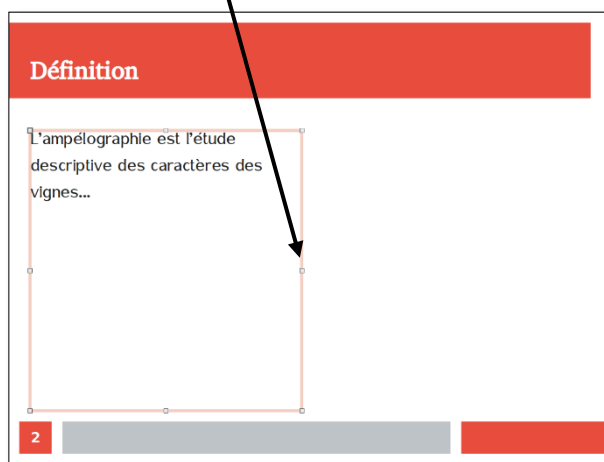 Définition
L'ampélographie est l'étude
descriptive des caractères des
vignes...
2